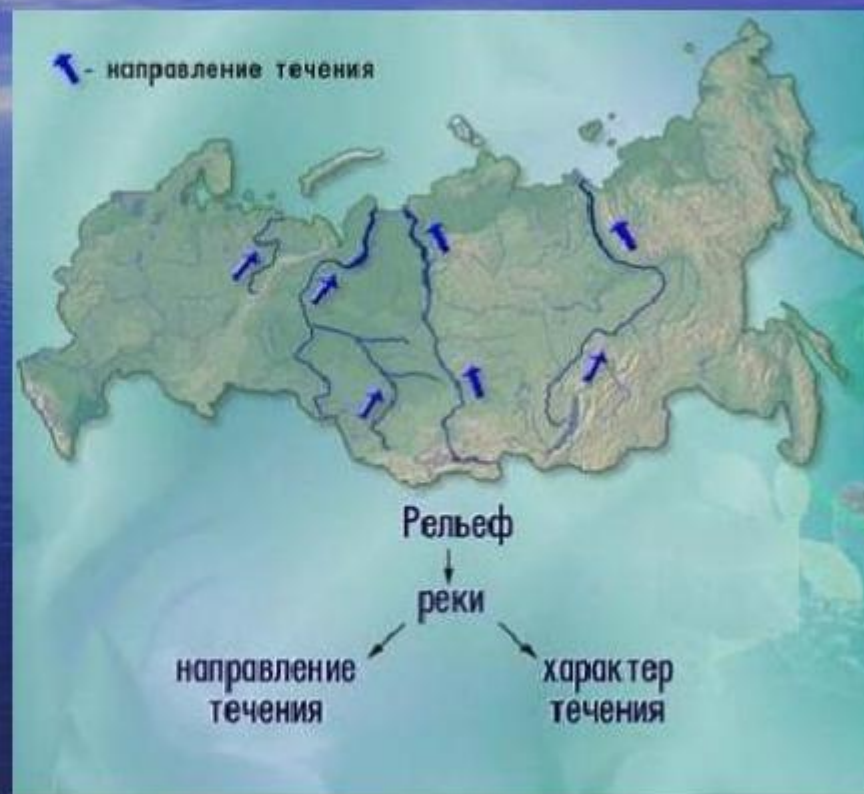 - направление течения
Рельеф
реки
направление
течения
характер
течения